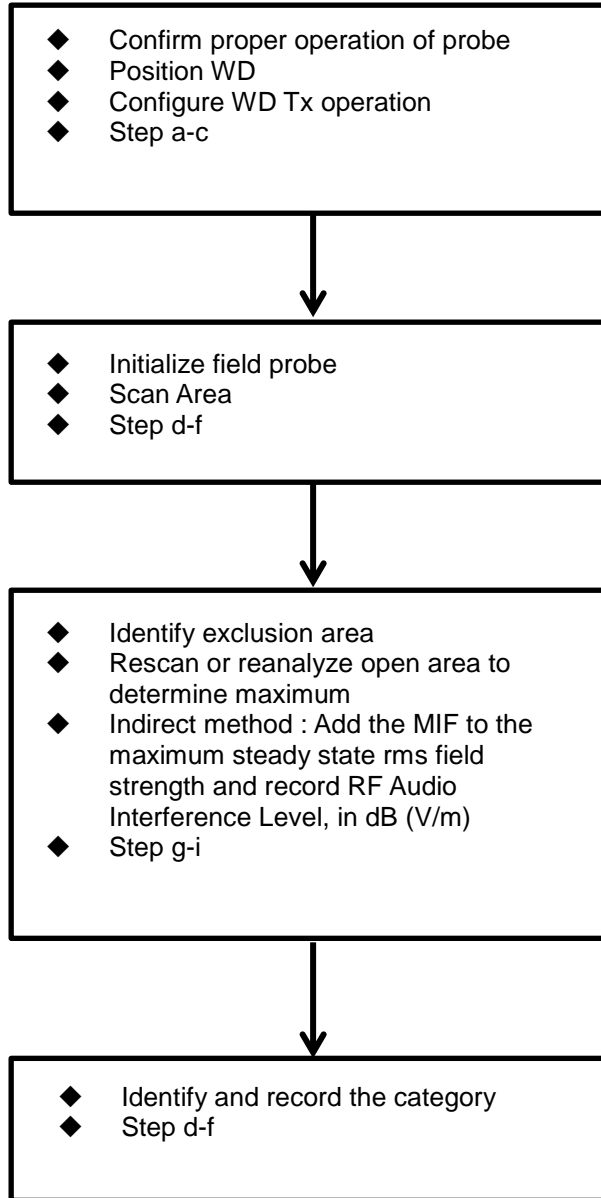 ◆ Confirm proper operation of probe
◆ Position WD
◆ Configure WD Tx operation
◆ Step a-c
◆ Initialize field probe
◆ Scan Area
◆ Step d-f
◆ Identify exclusion area
◆ Rescan or reanalyze open area to
determine maximum
◆ Indirect method : Add the MIF to the
maximum steady state rms field
strength and record RF Audio
Interference Level, in dB (V/m)
◆ Step g-i
◆ Identify and record the category
◆ Step d-f